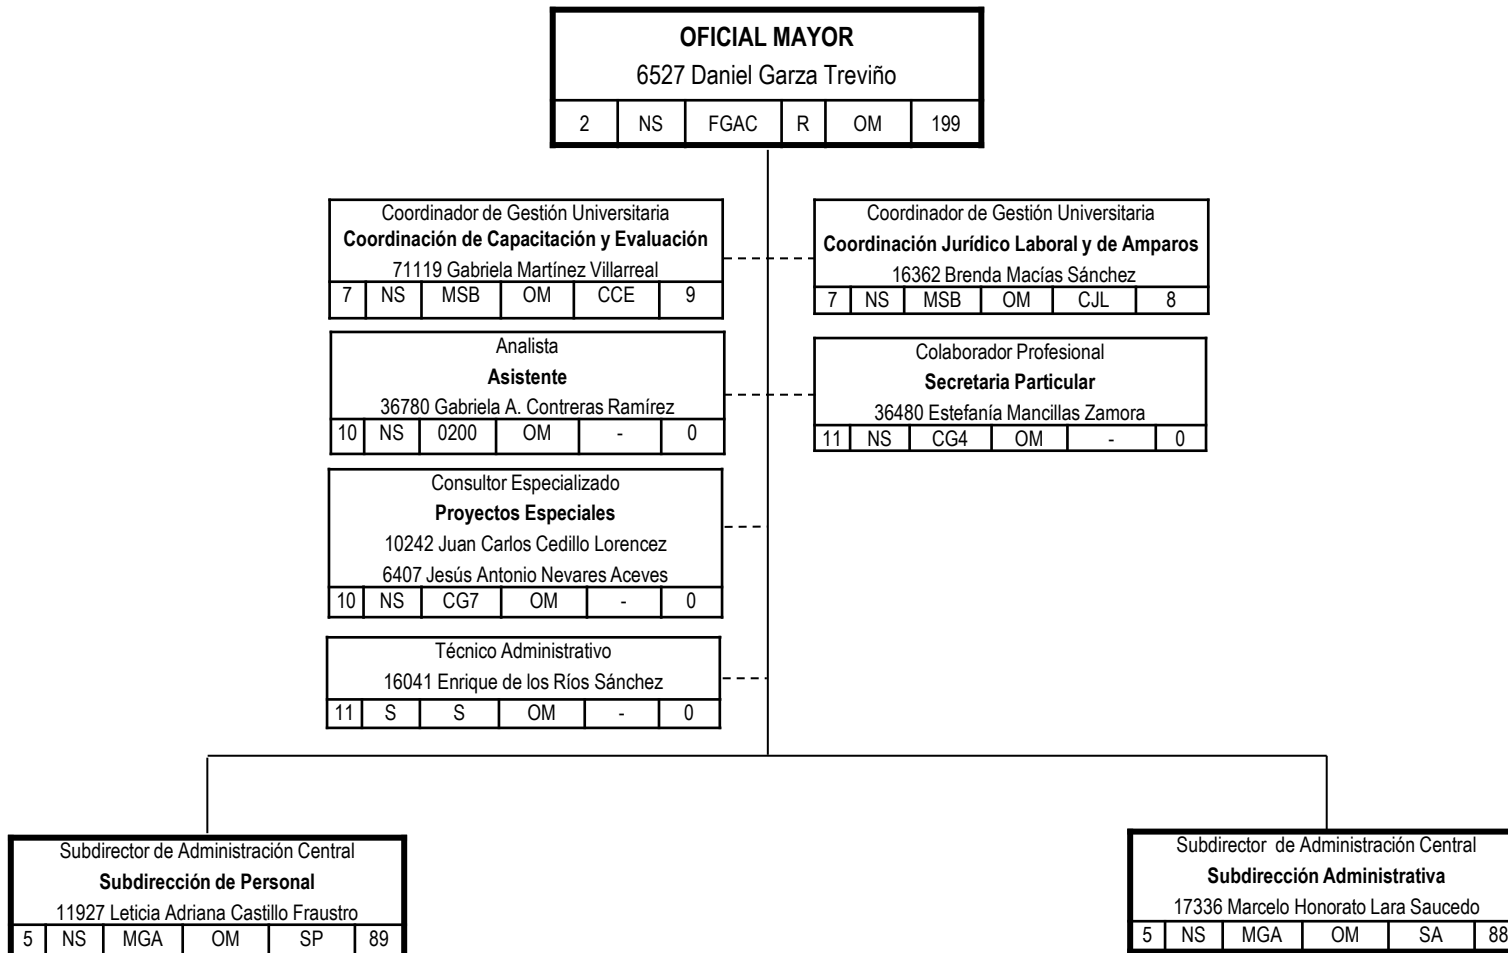 OFICIAL MAYOR
6527 Daniel Garza Treviño
2 NS FGAC R OM 199
Coordinador de Gestión Universitaria
Coordinación de Capacitación y Evaluación
71119 Gabriela Martínez Villarreal
7 NS MSB OM CCE 9
Coordinador de Gestión Universitaria
Coordinación Jurídico Laboral y de Amparos
16362 Brenda Macías Sánchez
7 NS MSB OM CJL 8
Analista
Asistente
36780 Gabriela A. Contreras Ramírez
10 NS 0200 OM - 0
Colaborador Profesional
Secretaria Particular
36480 Estefanía Mancillas Zamora
11 NS CG4 OM - 0
Consultor Especializado
Proyectos Especiales
10242 Juan Carlos Cedillo Lorencez
6407 Jesús Antonio Nevares Aceves
10 NS CG7 OM - 0
Técnico Administrativo
16041 Enrique de los Ríos Sánchez
11 S S OM - 0
Subdirector de Administración Central
Subdirección de Personal
11927 Leticia Adriana Castillo Fraustro
5 NS MGA OM SP 89
Subdirector de Administración Central
Subdirección Administrativa
17336 Marcelo Honorato Lara Saucedo
5 NS MGA OM SA 88